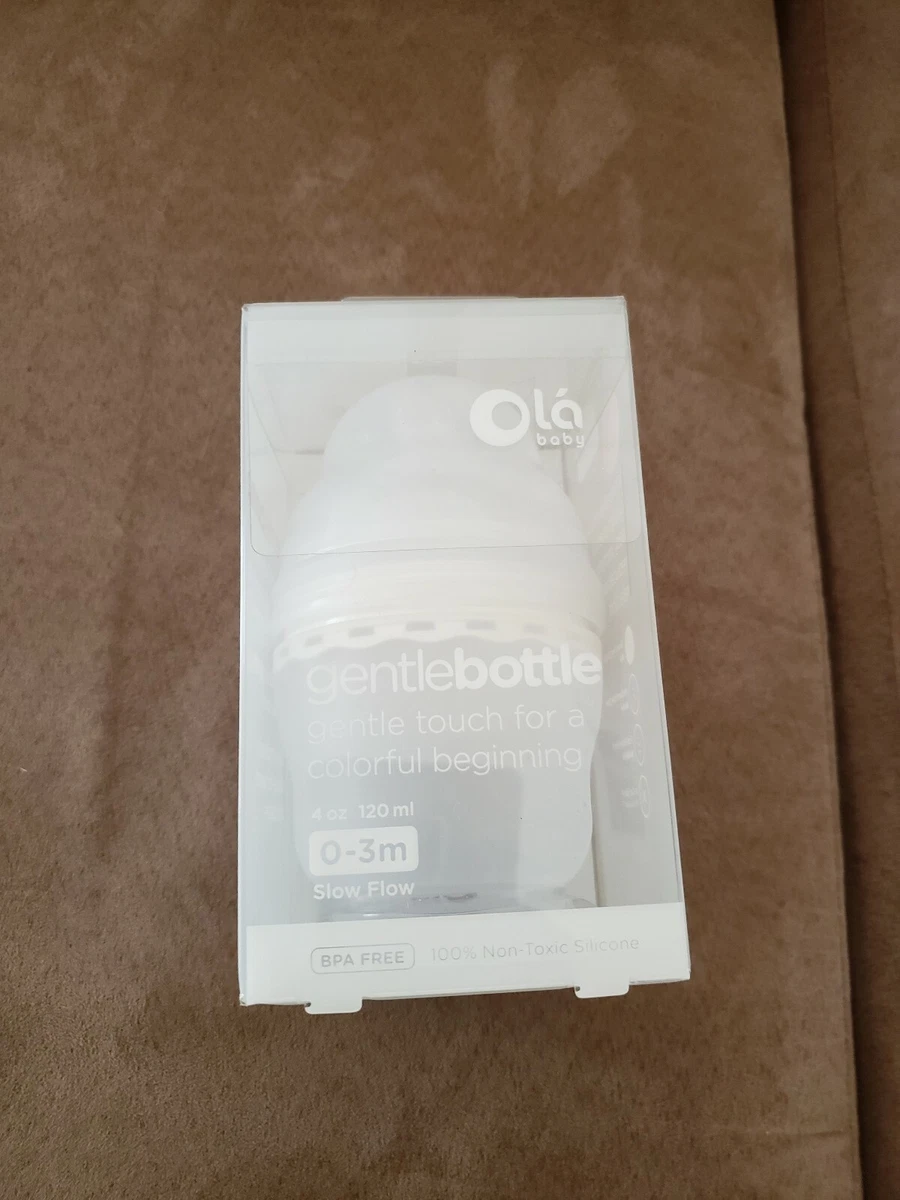 Olá
baby
gentlebottle
gentle touch for a
colorful beginning
4 oz 120 ml
0-3m
Slow Flow
BPA FREE 100% Non-Toxic Silicone